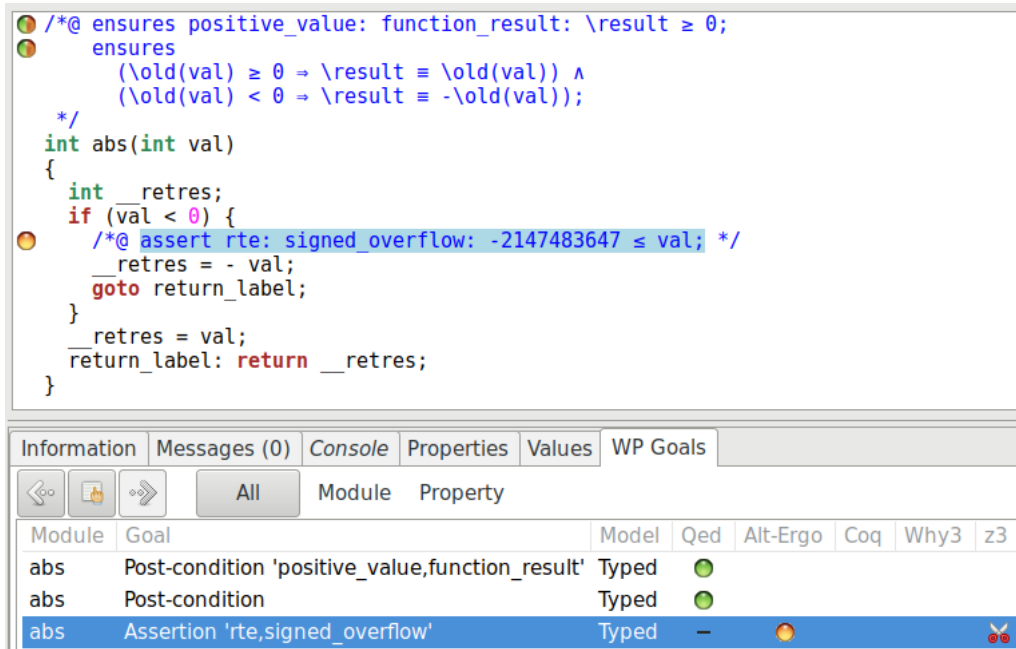 /*@ ensures positive_value: function_result: \result ≥ 0;
ensures
(\old(val) ≥ 0 ⇒ \result ≡ \old(val)) ∧
(\old(val) < 0 ⇒ \result ≡ -\old(val));
*/
int abs(int val)
{
int __retres;
if (val < 0) {
/*@ assert rte: signed_overflow: -2147483647 ≤ val; */
__retres = - val;
goto return_label;
}
__retres = val;
return_label: return __retres;
}
Information Messages (0) Console Properties Values WP Goals
All Module Property
Module Goal Model Qed Alt-Ergo Coq Why3 z3
abs Post-condition 'positive_value,function_result' Typed
abs Post-condition Typed
abs Assertion 'rte,signed_overflow' Typed